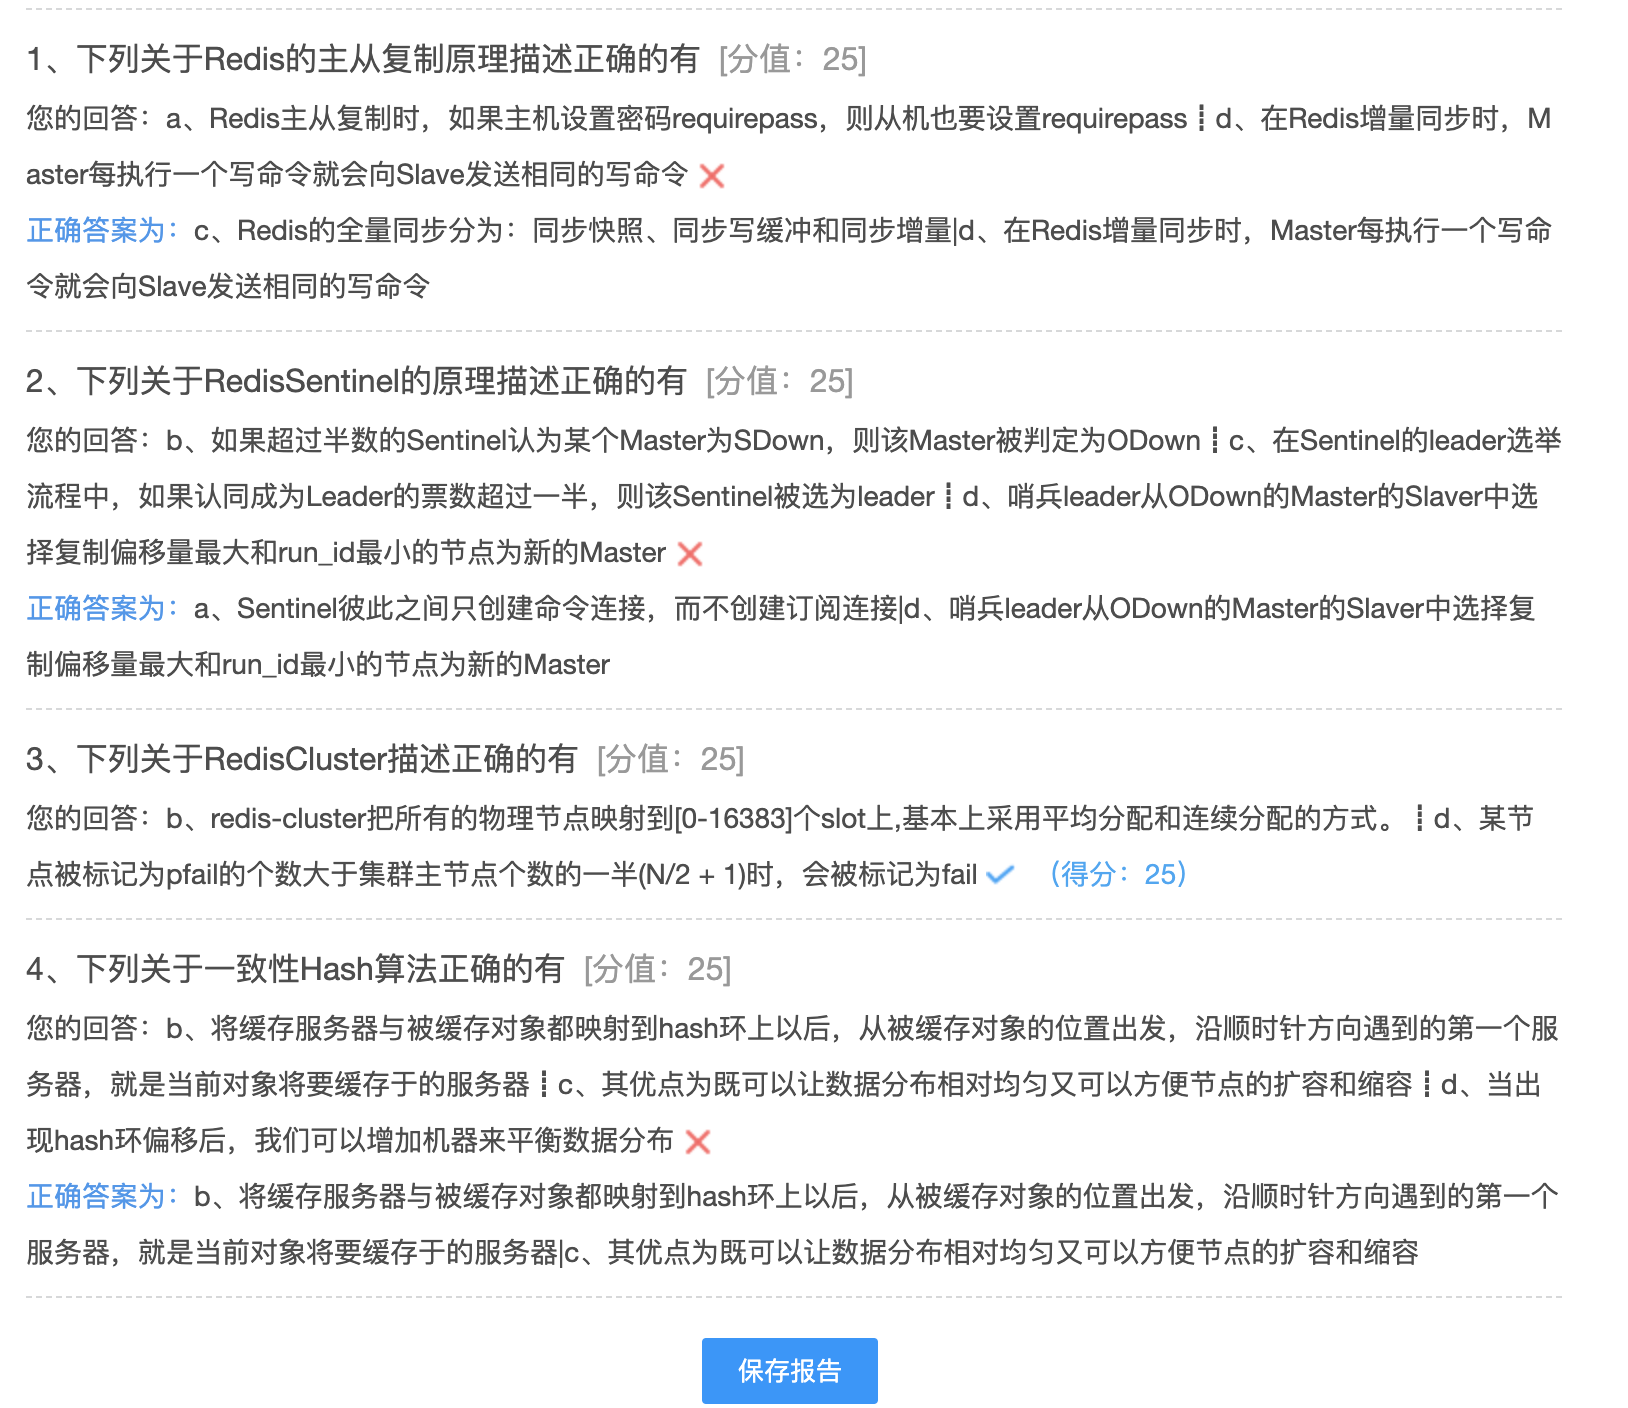 1、下列关于Redis的主从复制原理描述正确的有 [分值：25]
您的回答：a、Redis主从复制时，如果主机设置密码requirepass，则从机也要设置requirepass┋d、在Redis增量同步时，M
aster每执行一个写命令就会向Slave发送相同的写命令
正确答案为：c、Redis的全量同步分为：同步快照、同步写缓冲和同步增量|d、在Redis增量同步时，Master每执行一个写命
令就会向Slave发送相同的写命令
2、下列关于RedisSentinel的原理描述正确的有 [分值：25]
您的回答：b、如果超过半数的Sentinel认为某个Master为SDown，则该Master被判定为ODown┋c、在Sentinel的leader选举
流程中，如果认同成为Leader的票数超过一半，则该Sentinel被选为leader┋d、哨兵leader从ODown的Master的Slaver中选
择复制偏移量最大和run_id最小的节点为新的Master
正确答案为：a、Sentinel彼此之间只创建命令连接，而不创建订阅连接|d、哨兵leader从ODown的Master的Slaver中选择复
制偏移量最大和run_id最小的节点为新的Master
3、下列关于RedisCluster描述正确的有 [分值：25]
您的回答：b、redis-cluster把所有的物理节点映射到[0-16383]个slot上,基本上采用平均分配和连续分配的方式。┋d、某节
点被标记为pfail的个数大于集群主节点个数的一半(N/2 + 1)时，会被标记为fail （得分：25）
4、下列关于一致性Hash算法正确的有 [分值：25]
您的回答：b、将缓存服务器与被缓存对象都映射到hash环上以后，从被缓存对象的位置出发，沿顺时针方向遇到的第一个服
务器，就是当前对象将要缓存于的服务器┋c、其优点为既可以让数据分布相对均匀又可以方便节点的扩容和缩容┋d、当出
现hash环偏移后，我们可以增加机器来平衡数据分布
正确答案为：b、将缓存服务器与被缓存对象都映射到hash环上以后，从被缓存对象的位置出发，沿顺时针方向遇到的第一个
服务器，就是当前对象将要缓存于的服务器|c、其优点为既可以让数据分布相对均匀又可以方便节点的扩容和缩容
保存报告